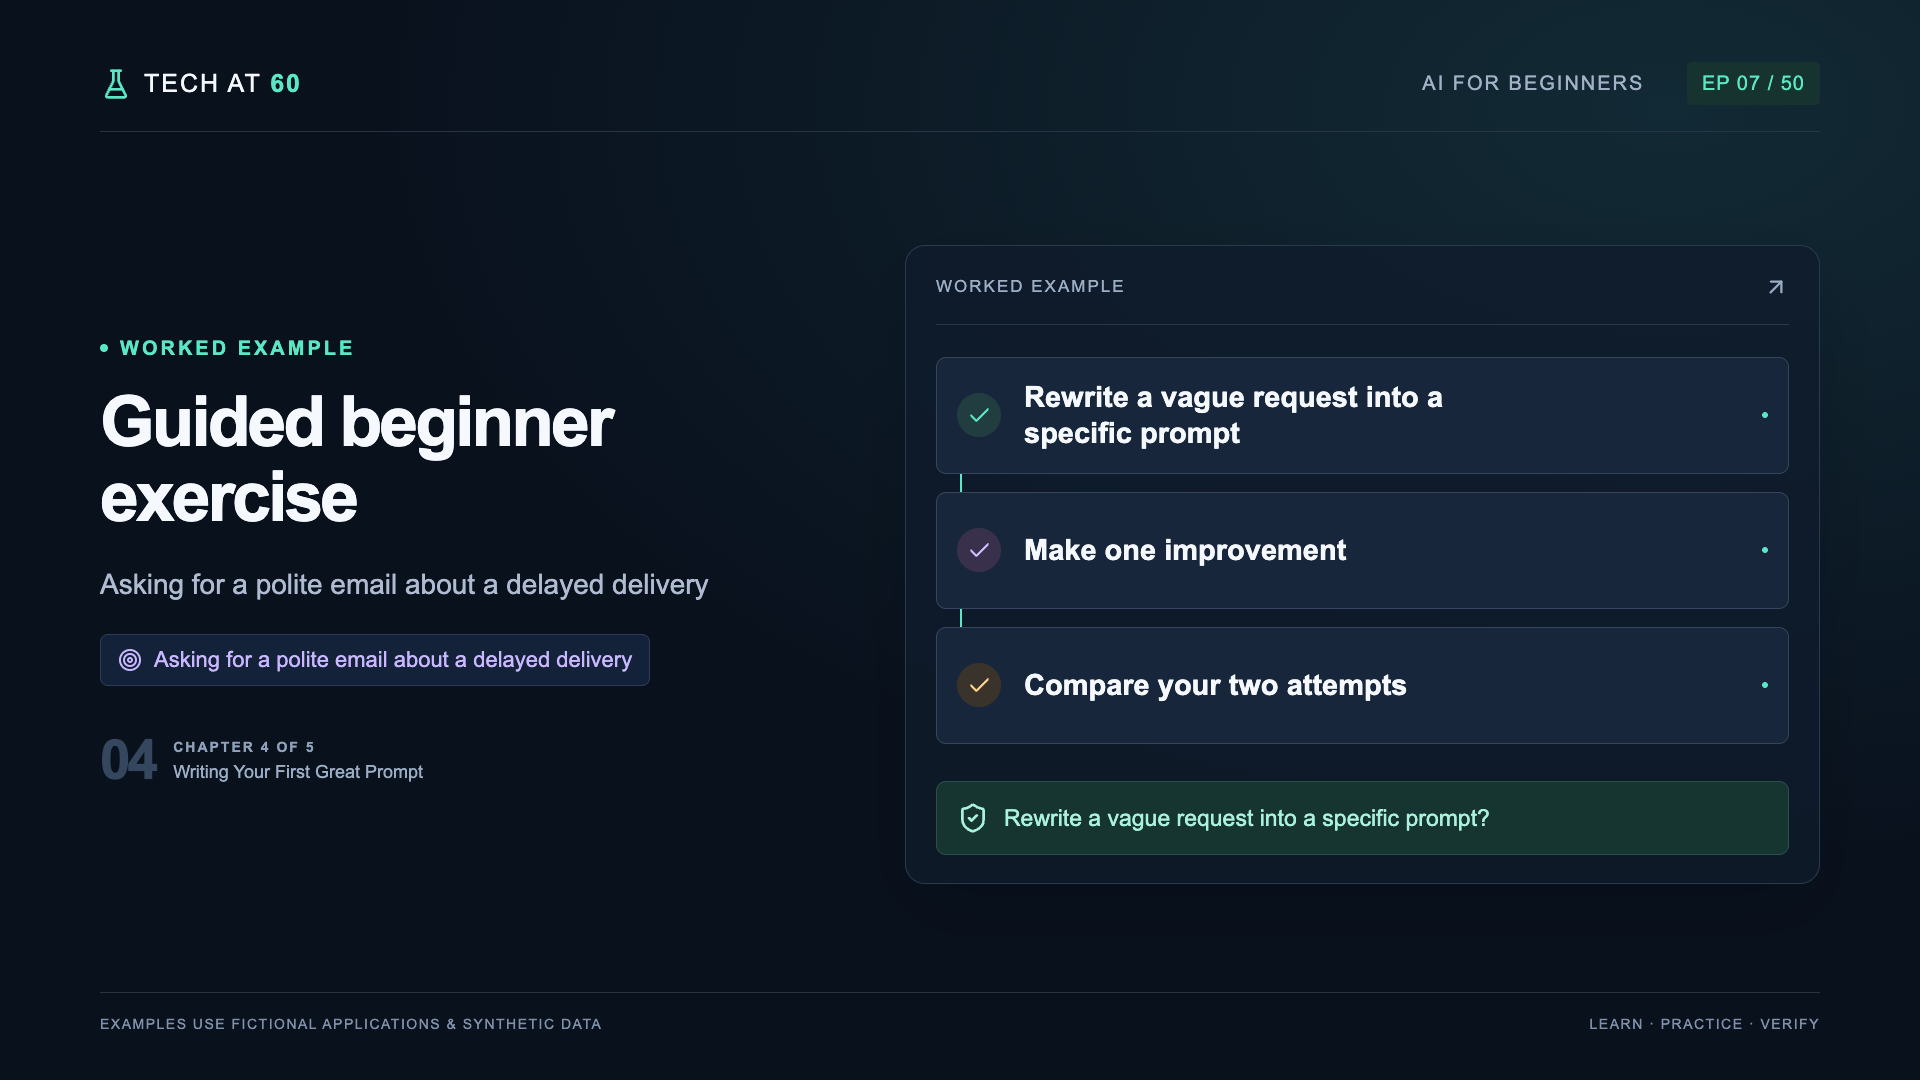 TECH AT 60
AI FOR BEGINNERS
EP 07 / 50
WORKED EXAMPLE
Guided beginner
exercise
Asking for a polite email about a delayed delivery
Asking for a polite email about a delayed delivery
04
CHAPTER 4 OF 5
Writing Your First Great Prompt
WORKED EXAMPLE
Rewrite a vague request into a
specific prompt
Make one improvement
Compare your two attempts
Rewrite a vague request into a specific prompt?
EXAMPLES USE FICTIONAL APPLICATIONS & SYNTHETIC DATA
LEARN · PRACTICE · VERIFY